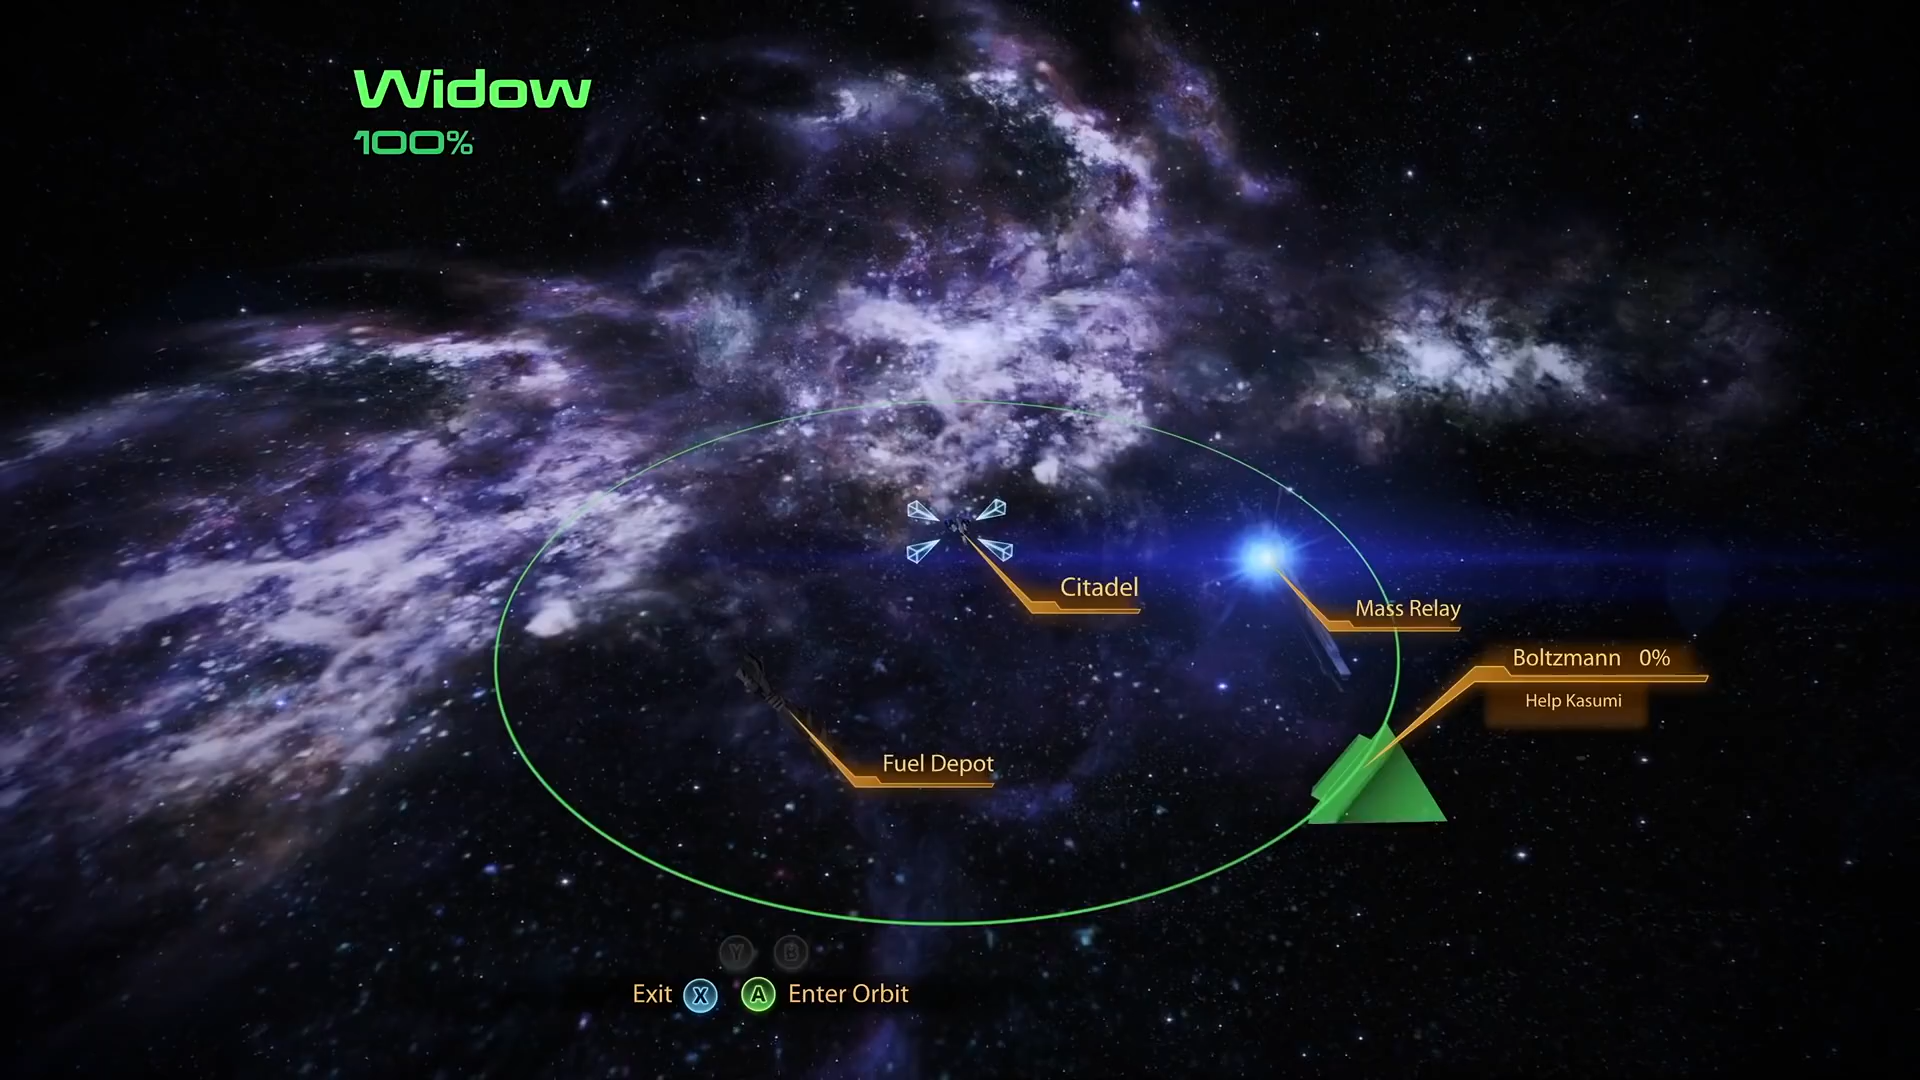 Widow
100%
Citadel
Mass Relay
Boltzmann 0%
Help Kasumi
Fuel Depot
Y B
Exit X A Enter Orbit